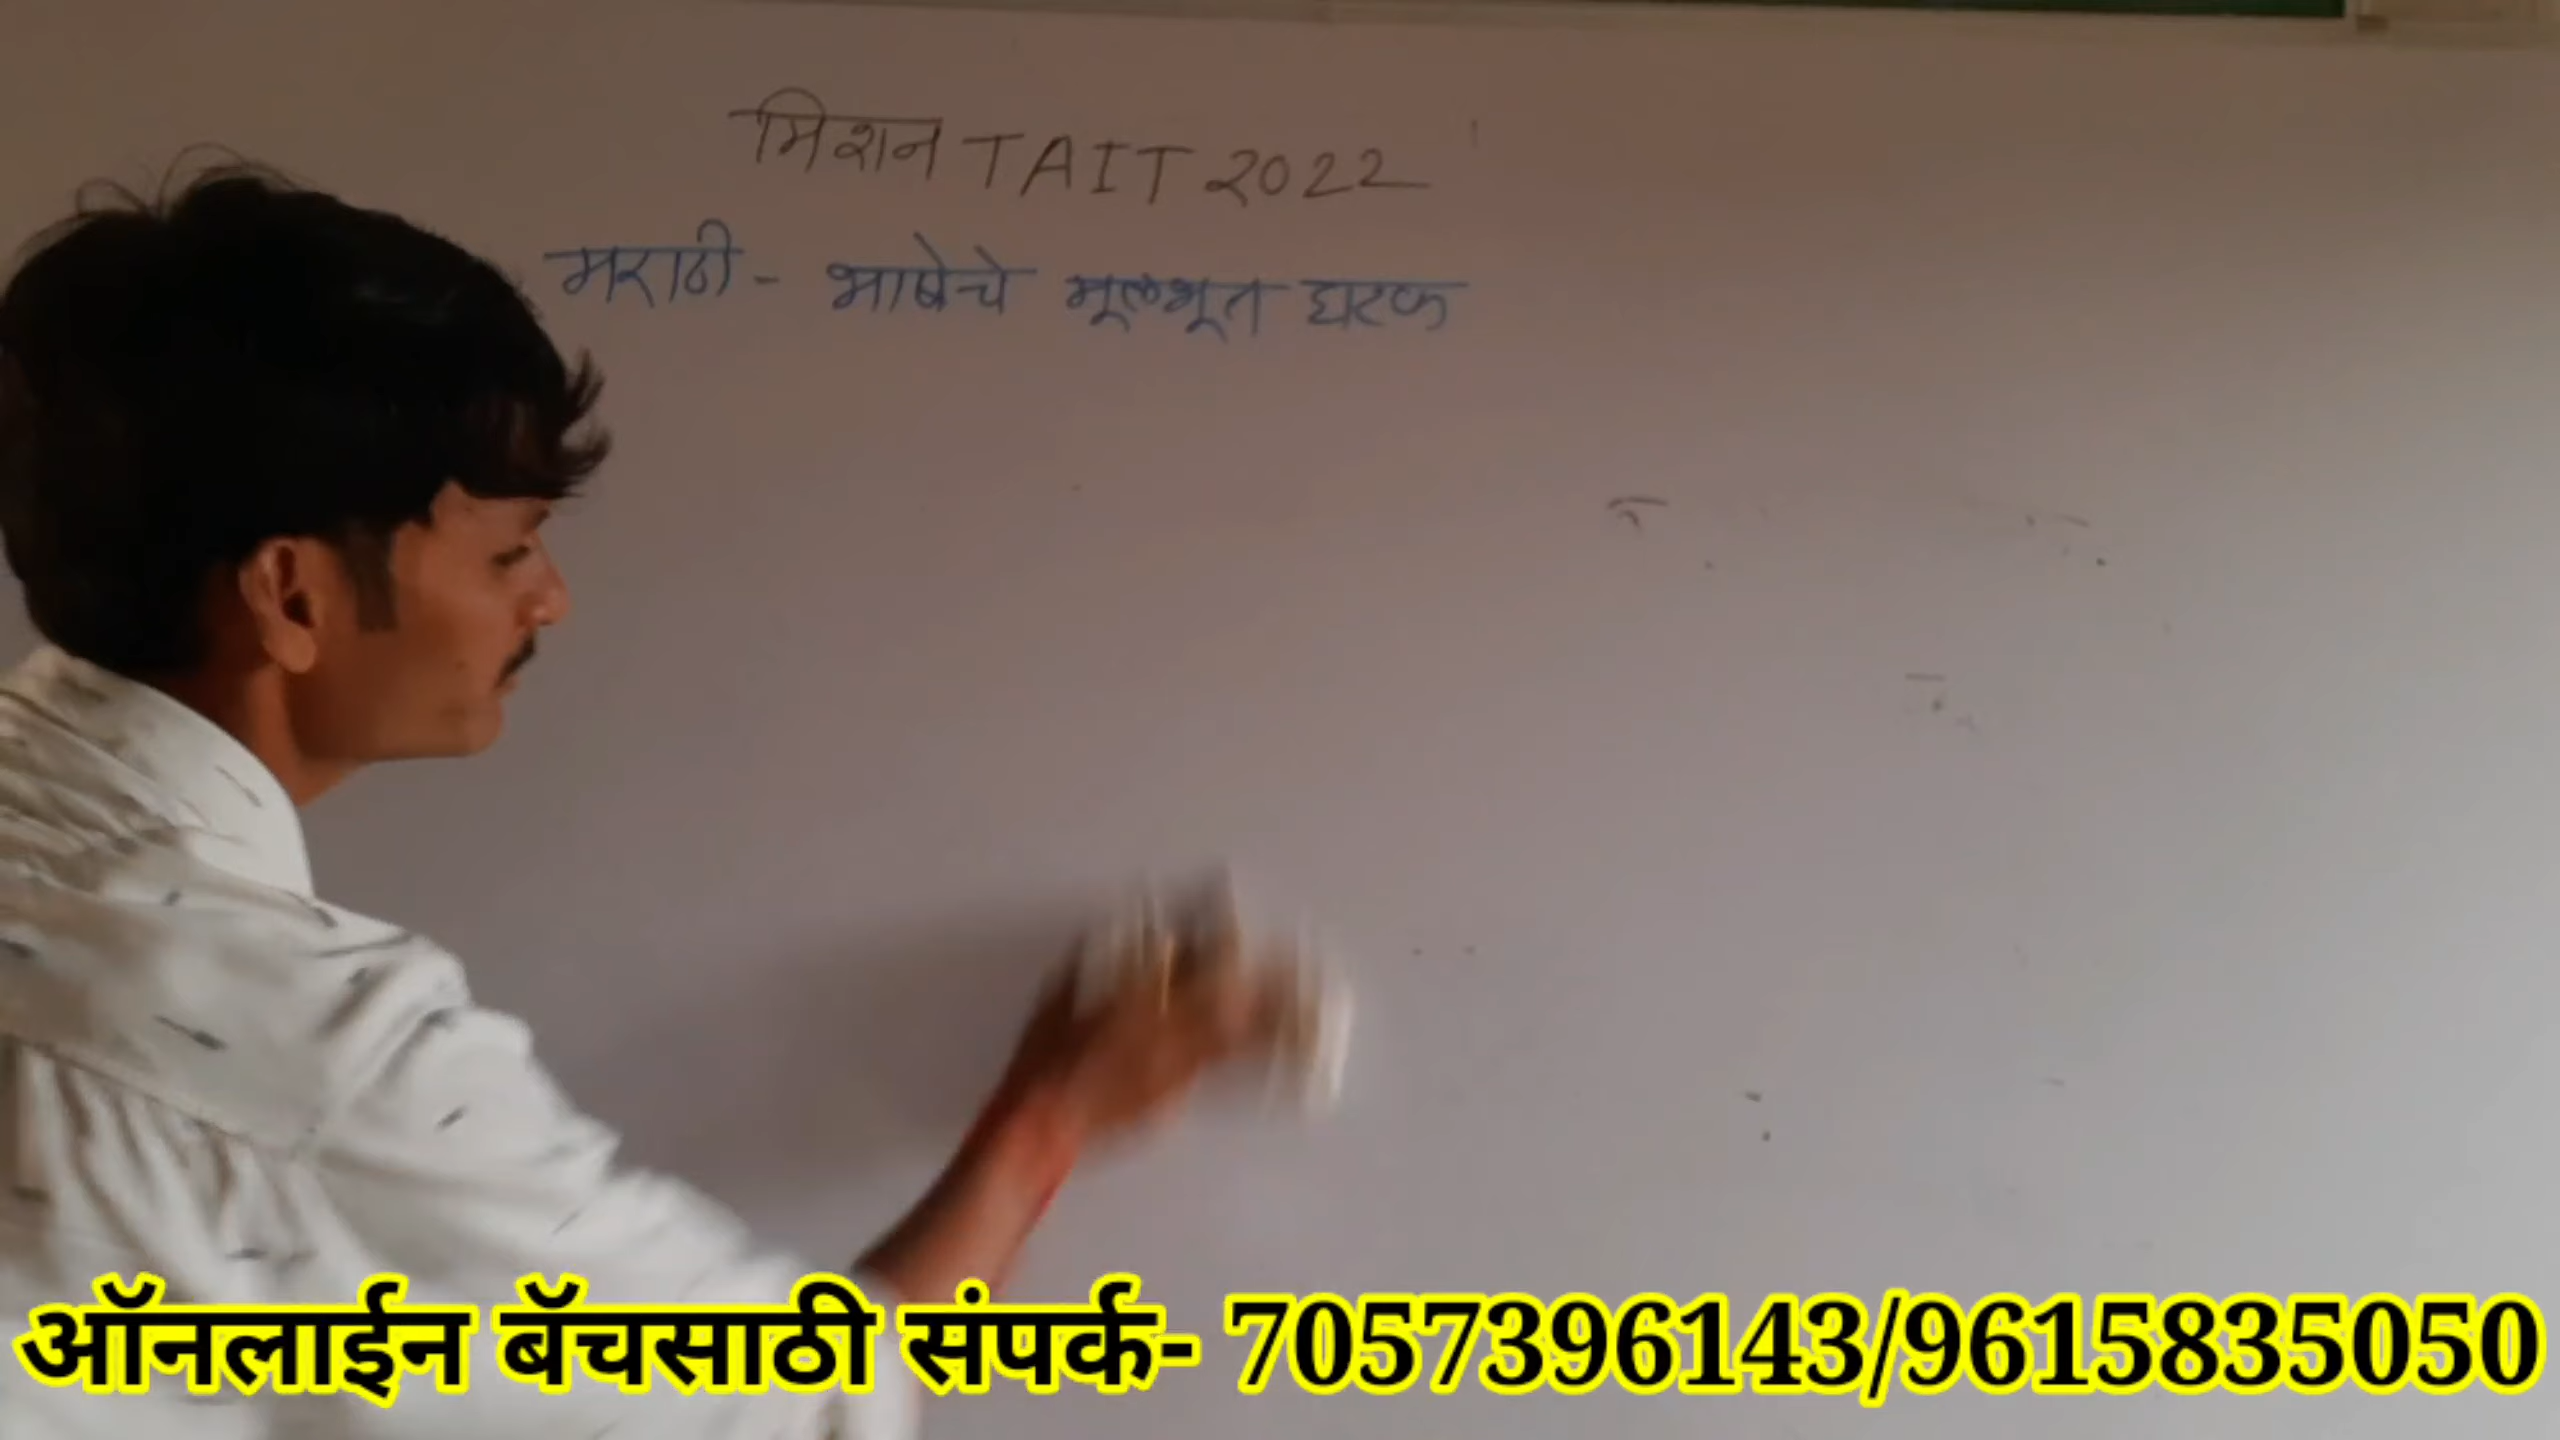 मिशन TAIT 2022
मराठी - भाषेचे मूलभूत घटक
ऑनलाईन बॅचसाठी संपर्क- 7057396143/9615835050